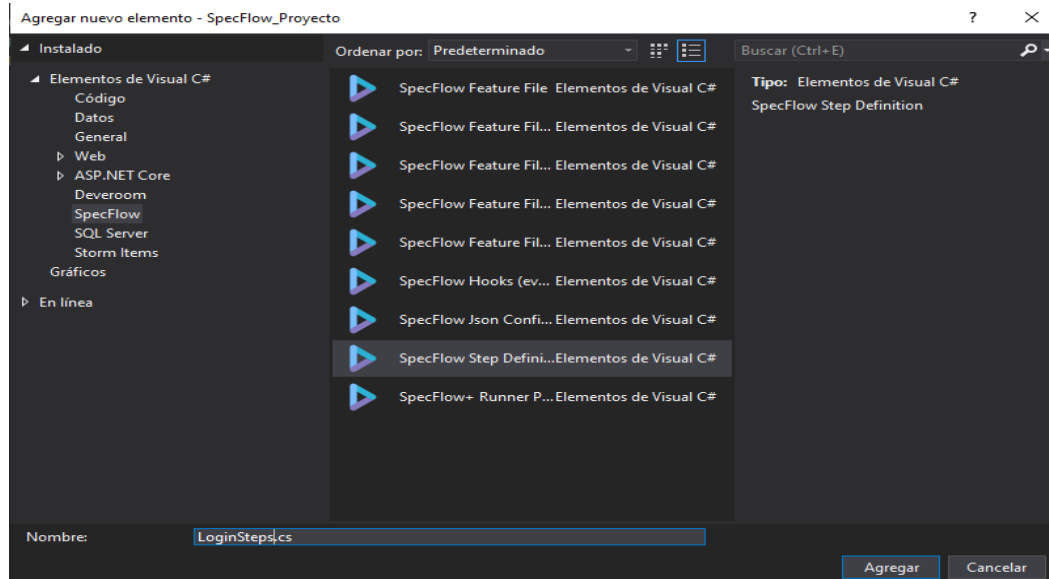 Agregar nuevo elemento - SpecFlow_Proyecto
?
Instalado
Ordenar por: Predeterminado
Buscar (Ctrl+E)
Elementos de Visual C#
Código
Datos
General
Web
ASP.NET Core
Deveroom
SpecFlow
SQL Server
Storm Items
Gráficos
En línea
SpecFlow Feature File Elementos de Visual C#
SpecFlow Feature Fil... Elementos de Visual C#
SpecFlow Feature Fil... Elementos de Visual C#
SpecFlow Feature Fil... Elementos de Visual C#
SpecFlow Feature Fil... Elementos de Visual C#
SpecFlow Hooks (ev... Elementos de Visual C#
SpecFlow Json Confi... Elementos de Visual C#
SpecFlow Step Defini... Elementos de Visual C#
SpecFlow+ Runner P... Elementos de Visual C#
Tipo: Elementos de Visual C#
SpecFlow Step Definition
Nombre: LoginSteps.cs
Agregar Cancelar